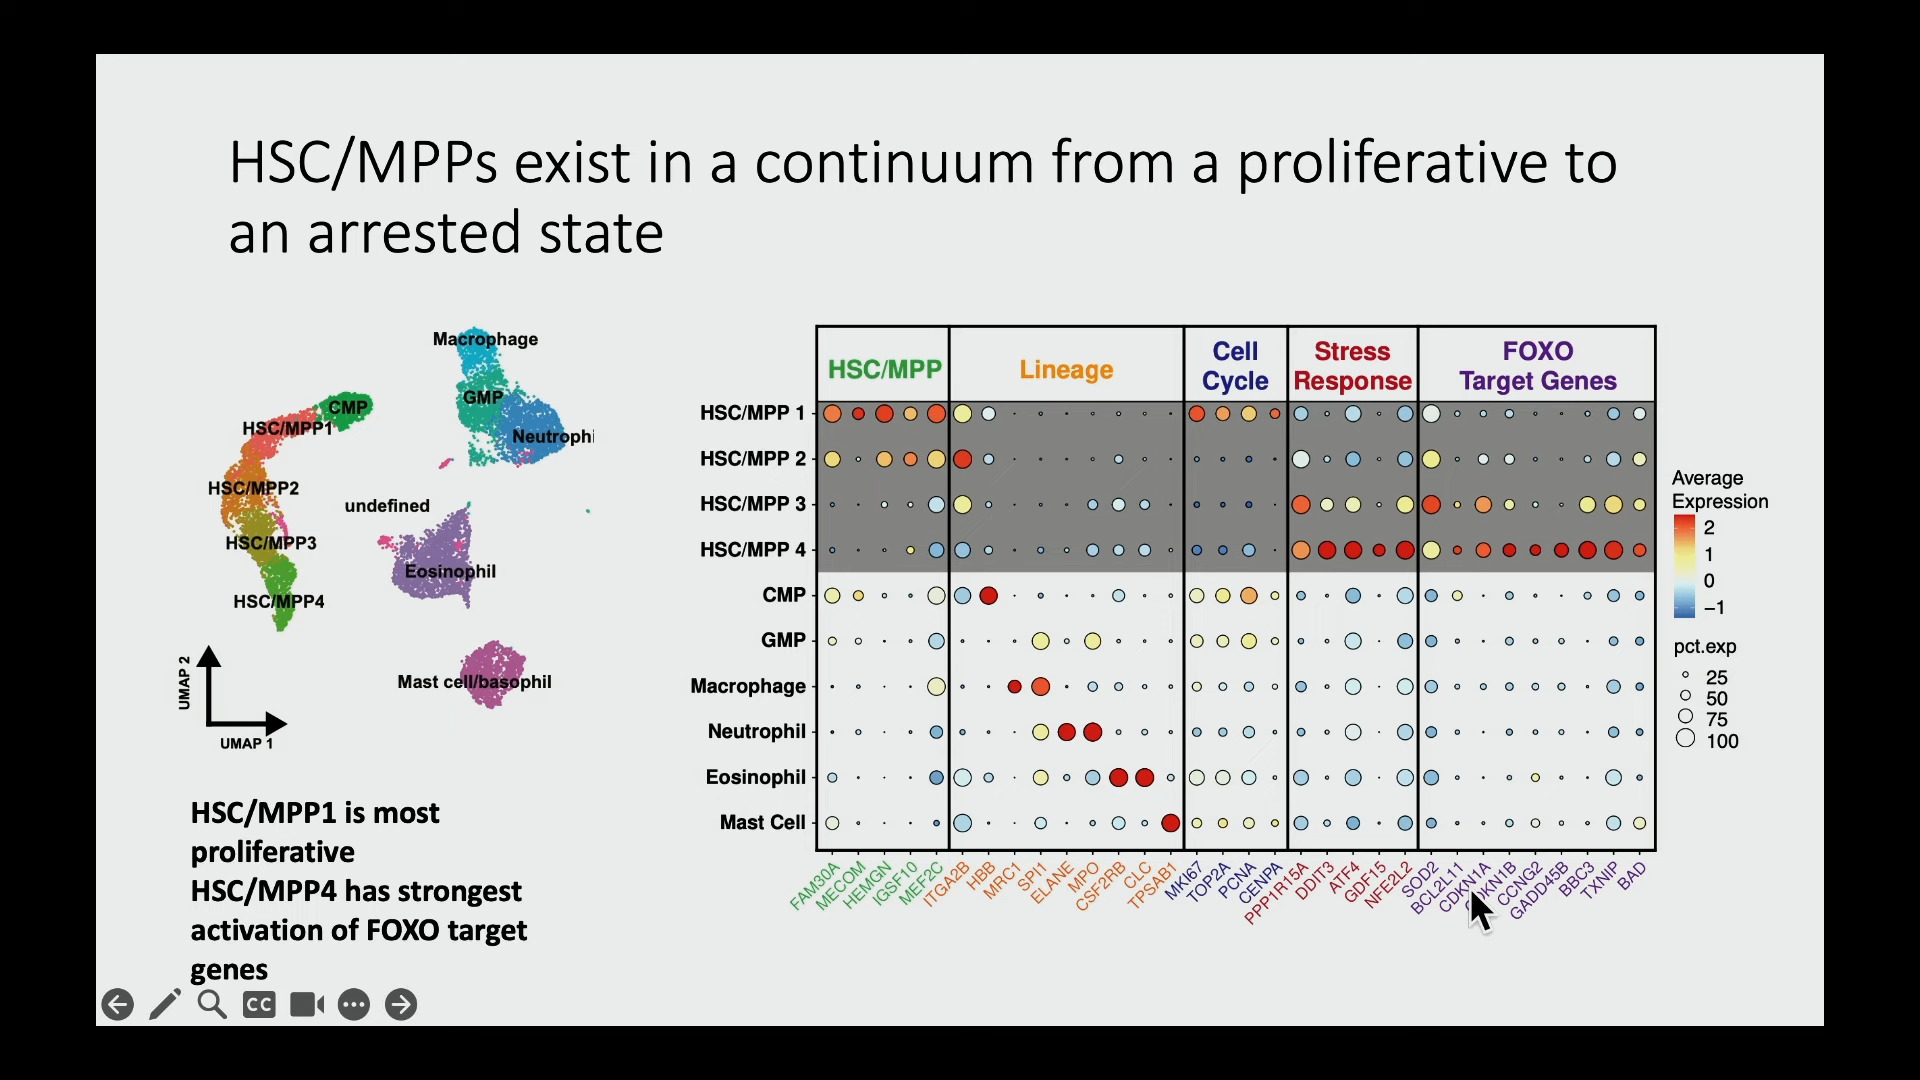 HSC/MPPs exist in a continuum from a proliferative to
an arrested state
Macrophage
GMP
Neutrophi
CMP
HSC/MPP1
HSC/MPP2
HSC/MPP3
HSC/MPP4
undefined
Eosinophil
Mast cell/basophil
UMAP 2
UMAP 1
HSC/MPP1 is most
proliferative
HSC/MPP4 has strongest
activation of FOXO target
genes
HSC/MPP
Lineage
Cell
Cycle
Stress
Response
FOXO
Target Genes
HSC/MPP 1
HSC/MPP 2
HSC/MPP 3
HSC/MPP 4
CMP
GMP
Macrophage
Neutrophil
Eosinophil
Mast Cell
FAM30A
MECOM
HEMGN
IGSF10
MEF2C
ITGA2B
HBB
MRC1
SPI1
ELANE
MPO
CSF2RB
CLC
TPSAB1
MKI67
TOP2A
PCNA
CENPA
PPP1R15A
DDIT3
ATF4
GDF15
NFE2L2
SOD2
BCL2L11
CDKN1A
CDKN1B
CCNG2
GADD45B
BBC3
TXNIP
BAD
Average
Expression
2
1
0
−1
pct.exp
25
50
75
100
CC